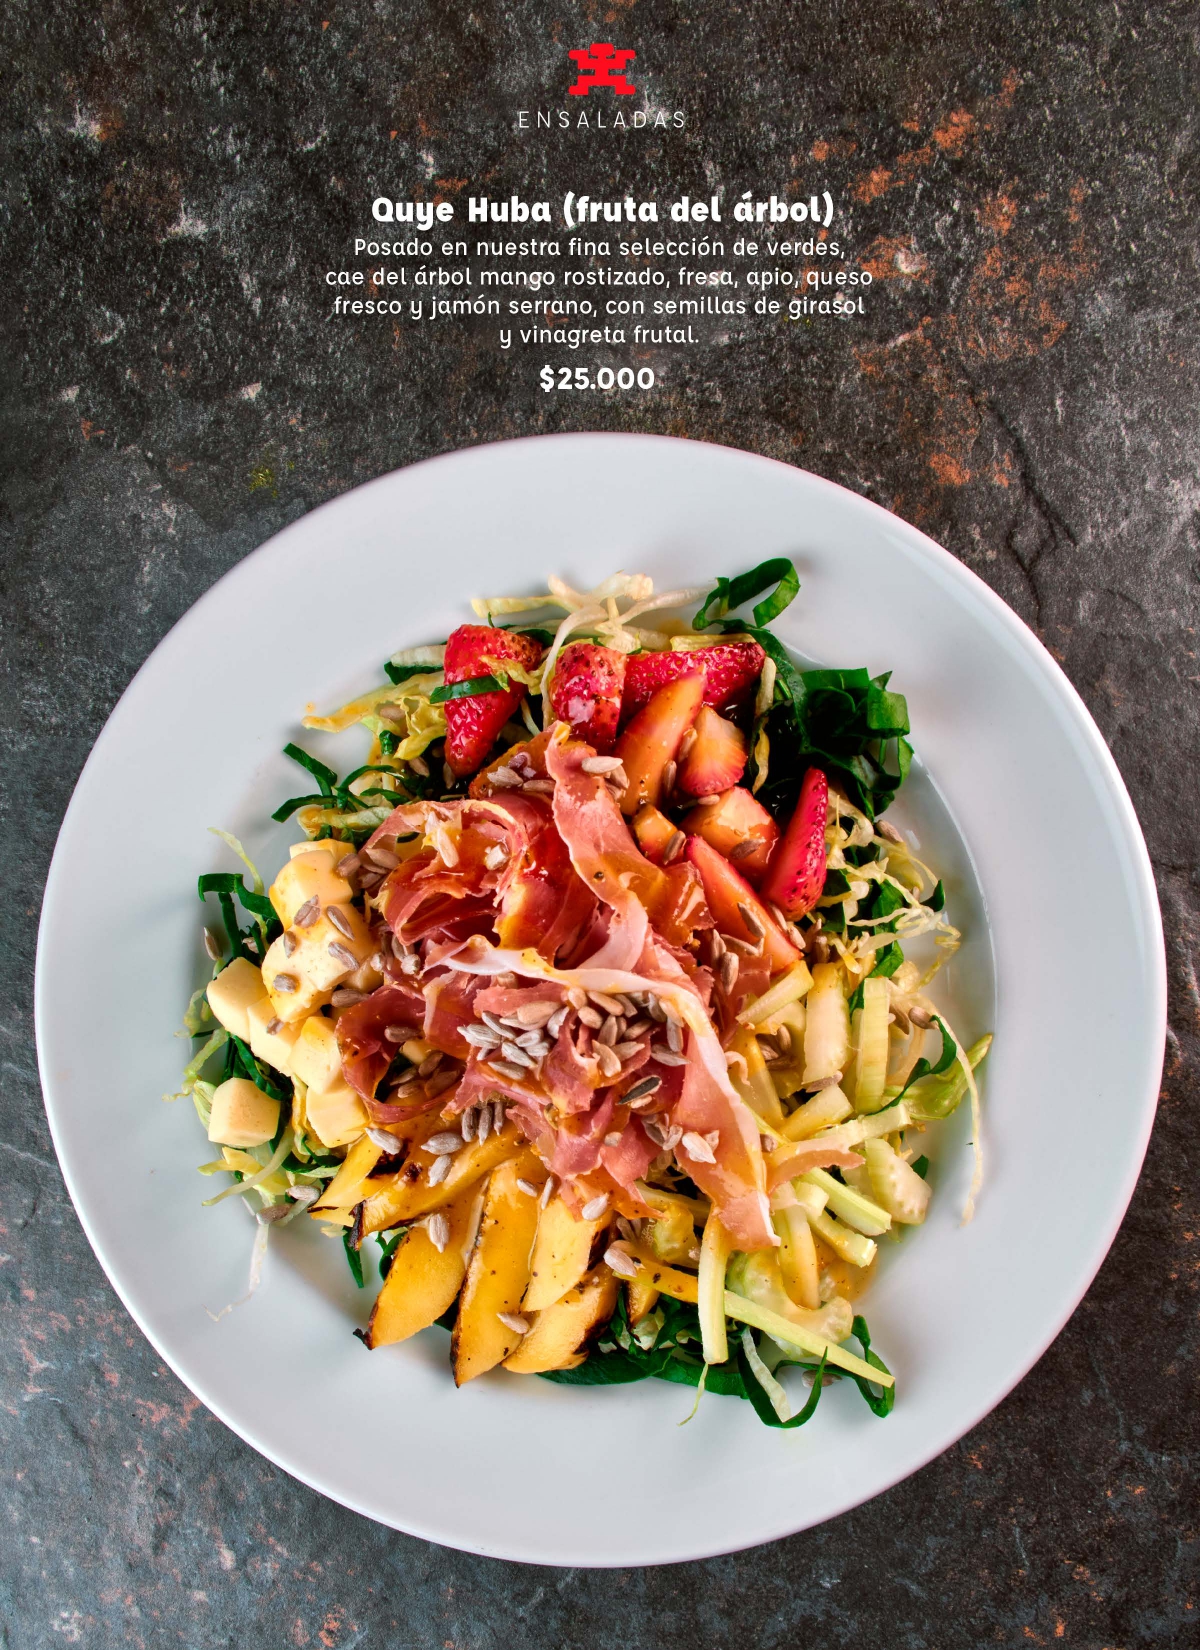 ENSALADAS
Quye Huba (fruta del árbol)
Posado en nuestra fina selección de verdes,
cae del árbol mango rostizado, fresa, apio, queso
fresco y jamón serrano, con semillas de girasol
y vinagreta frutal.
$25.000